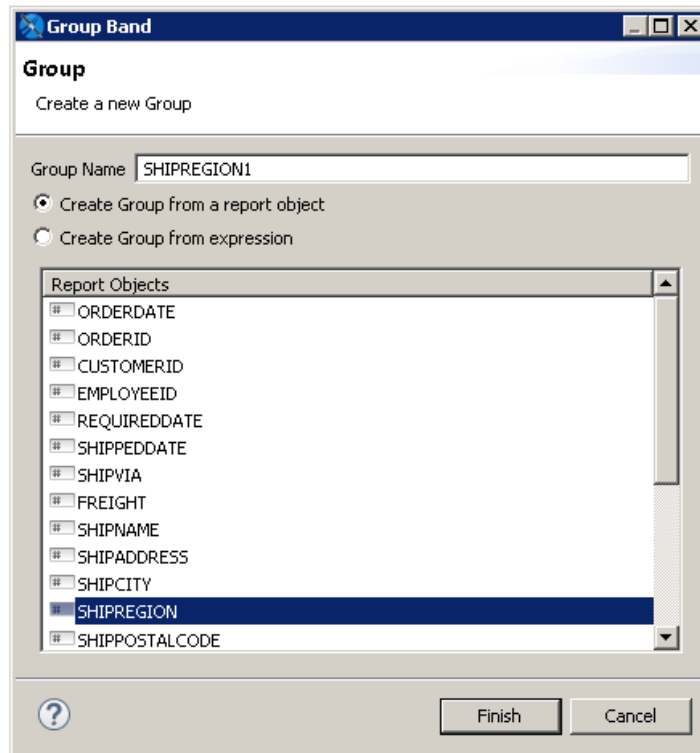 Group Band
Group
Create a new Group
Group Name SHIPREGION1
Create Group from a report object
Create Group from expression
Report Objects
# ORDERDATE
# ORDERID
# CUSTOMERID
# EMPLOYEEID
# REQUIREDDATE
# SHIPPEDDATE
# SHIPVIA
# FREIGHT
# SHIPNAME
# SHIPADDRESS
# SHIPCITY
# SHIPREGION
# SHIPPOSTALCODE
? Finish Cancel